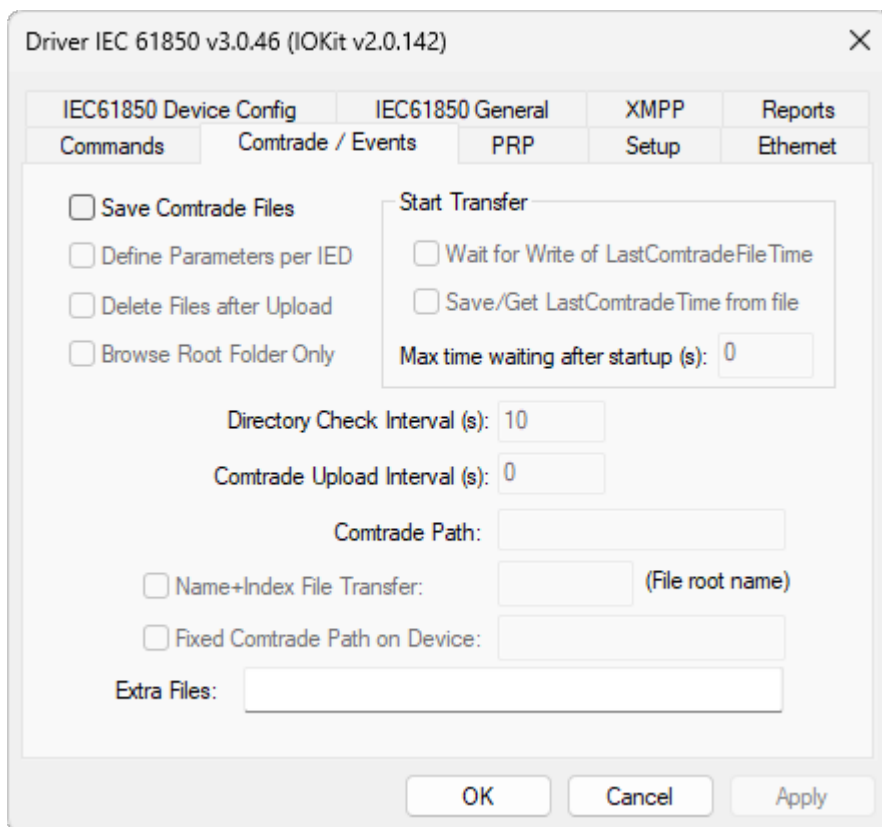 Driver IEC 61850 v3.0.46 (IOKit v2.0.142)
IEC61850 Device Config IEC61850 General XMPP Reports
Commands Comtrade / Events PRP Setup Ethernet
Save Comtrade Files
Define Parameters per IED
Delete Files after Upload
Browse Root Folder Only
Start Transfer
Wait for Write of LastComtradeFileTime
Save/Get LastComtradeTime from file
Max time waiting after startup (s): 0
Directory Check Interval (s): 10
Comtrade Upload Interval (s): 0
Comtrade Path:
Name+Index File Transfer: (File root name)
Fixed Comtrade Path on Device:
Extra Files:
OK Cancel Apply